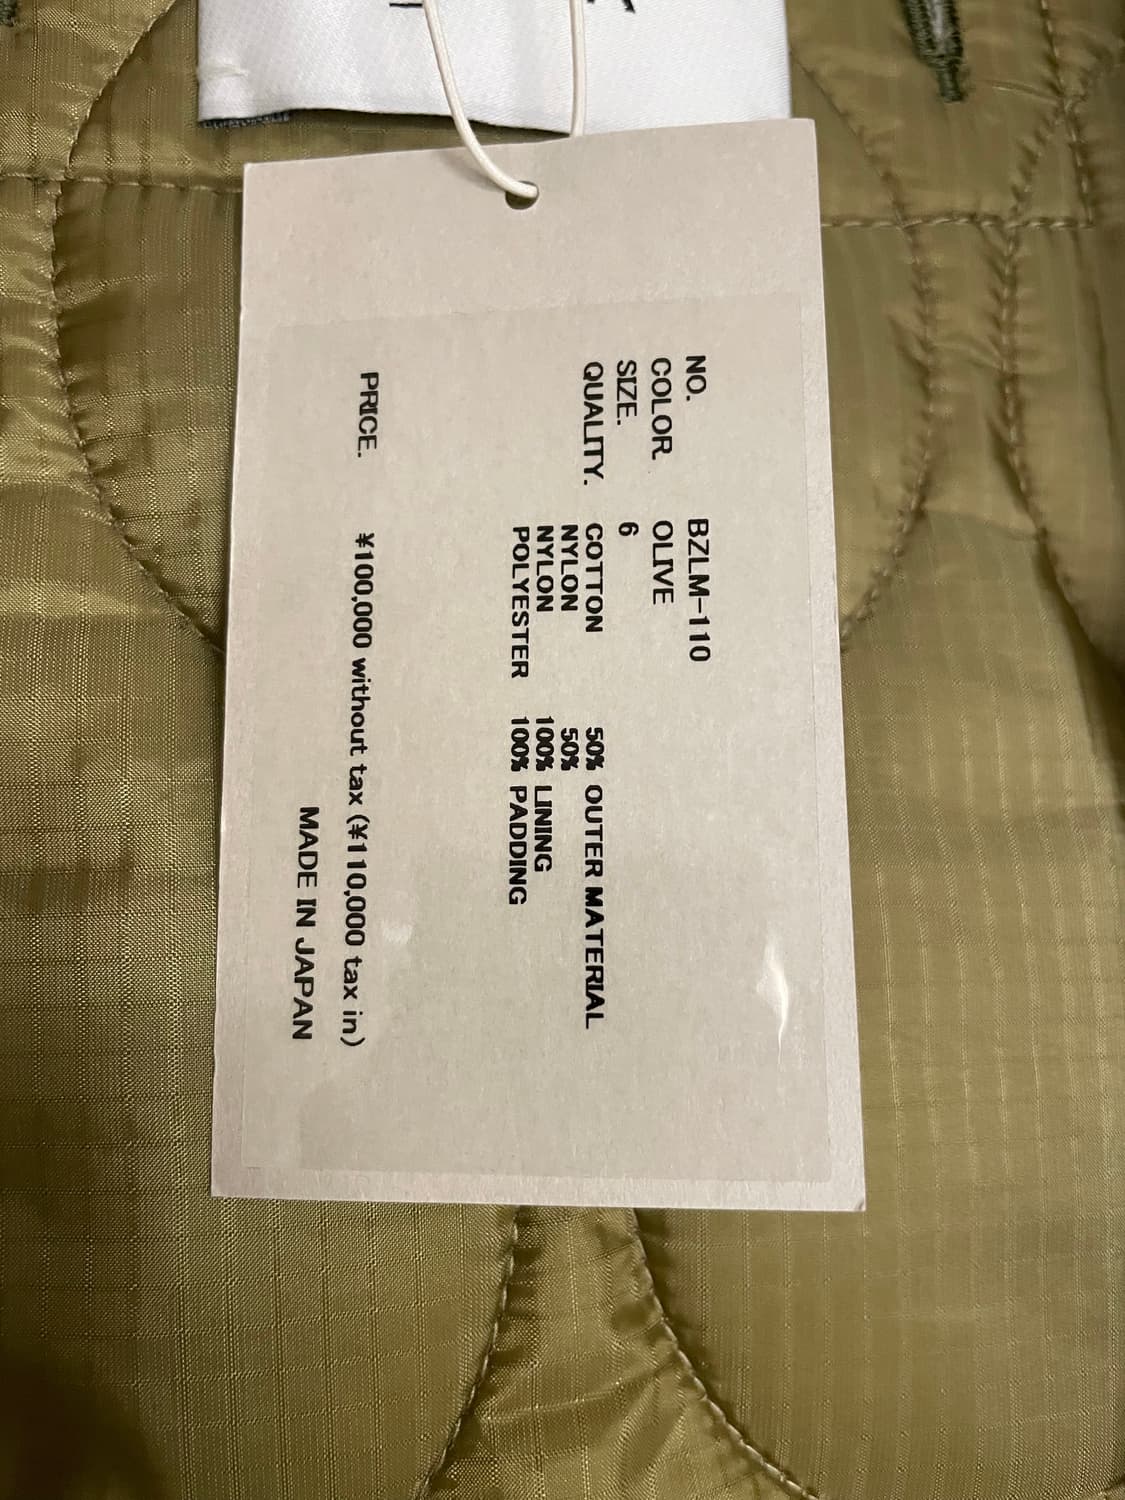 NO. BZLM-110
COLOR. OLIVE
SIZE. 6
QUALITY. COTTON 50% OUTER MATERIAL
NYLON 50%
NYLON 100% LINING
POLYESTER 100% PADDING
PRICE. ¥100,000 without tax (¥110,000 tax in)
MADE IN JAPAN